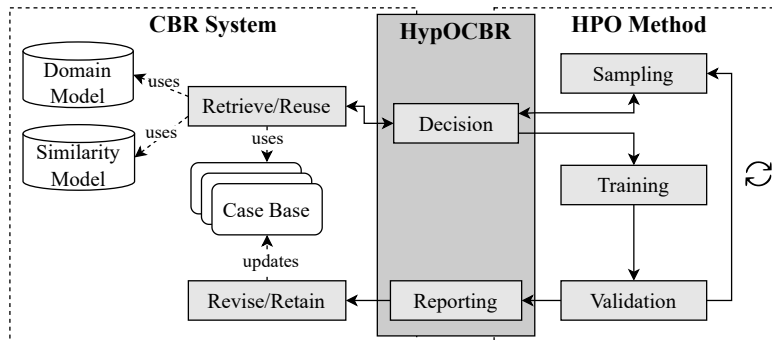 CBR System
HypOCBR
HPO Method
Domain
Model
uses
Similarity
Model
uses
Retrieve/Reuse
uses
Case Base
updates
Revise/Retain
Decision
Reporting
Sampling
Training
Validation